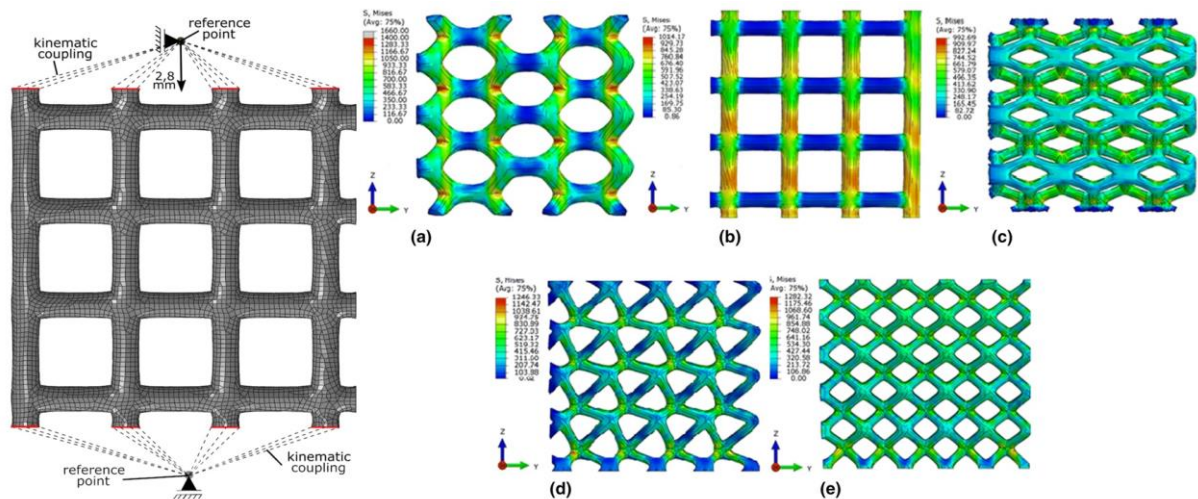 reference
point
kinematic
coupling
2,8
mm
reference
point
kinematic
coupling
S, Mises
(Avg: 75%)
1660.00
1400.00
1283.33
1166.67
1050.00
933.33
816.67
700.00
583.33
466.67
350.00
233.33
116.67
0.00
Z
Y
(a)
S, Mises
(Avg: 75%)
1014.17
929.73
845.28
760.84
676.40
591.96
507.52
423.07
338.63
254.19
169.75
85.30
0.86
Z
Y
(b)
S, Mises
(Avg: 75%)
992.69
909.97
827.24
744.52
661.79
579.07
496.35
413.62
330.90
248.17
165.45
82.72
0.00
Z
Y
(c)
S, Mises
(Avg: 75%)
1246.33
1142.47
1038.61
934.75
830.89
727.03
623.17
519.32
415.46
311.60
207.74
103.88
0.02
Z
Y
(d)
S, Mises
(Avg: 75%)
1282.32
1175.46
1068.60
961.74
854.88
748.02
641.16
534.30
427.44
320.58
213.72
106.86
0.00
Z
Y
(e)